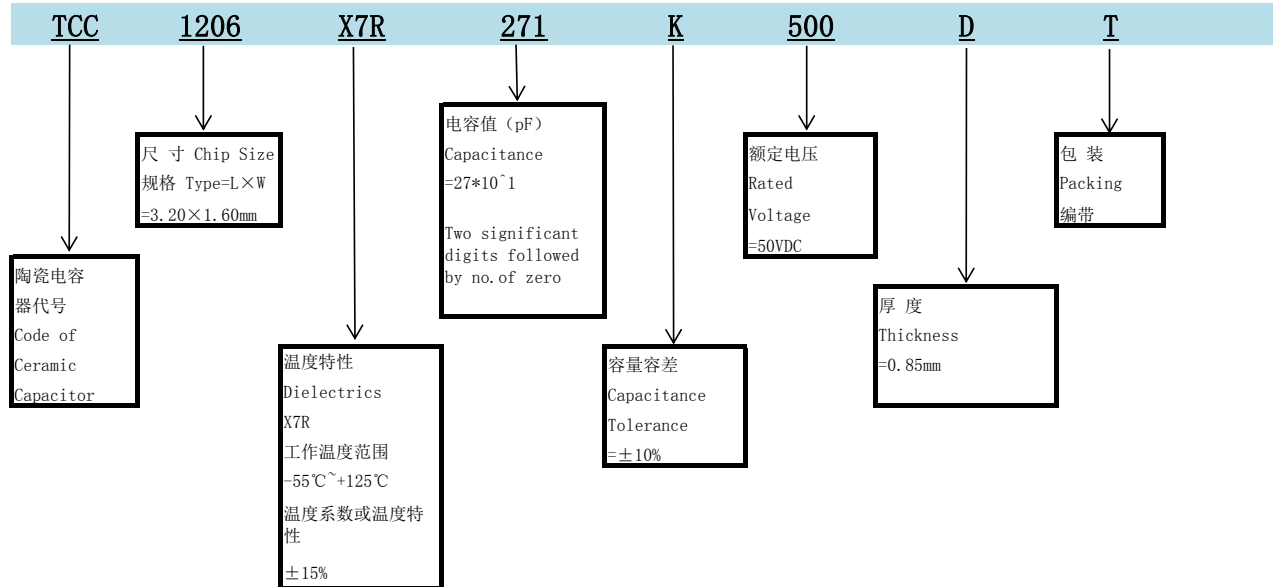 TCC 1206 X7R 271 K 500 D T
陶瓷电容
器代号
Code of
Ceramic
Capacitor
尺 寸 Chip Size
规格 Type=L×W
=3.20×1.60mm
温度特性
Dielectrics
X7R
工作温度范围
-55℃~+125℃
温度系数或温度特
性
±15%
电容值（pF）
Capacitance
=27*10^1
Two significant
digits followed
by no.of zero
容量容差
Capacitance
Tolerance
=±10%
额定电压
Rated
Voltage
=50VDC
厚 度
Thickness
=0.85mm
包 装
Packing
编带